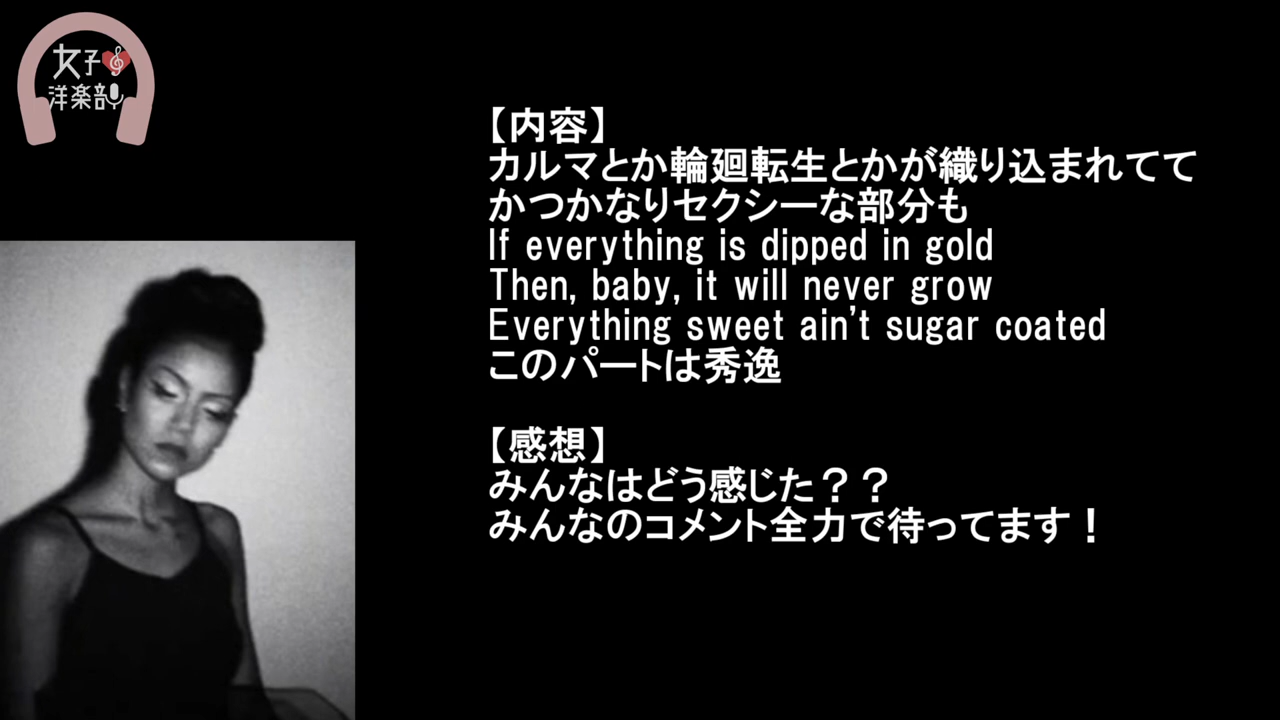 女子
洋楽部
【内容】
カルマとか輪廻転生とかが織り込まれてて
かつかなりセクシーな部分も
If everything is dipped in gold
Then, baby, it will never grow
Everything sweet ain't sugar coated
このパートは秀逸
【感想】
みんなはどう感じた？？
みんなのコメント全力で待ってます！